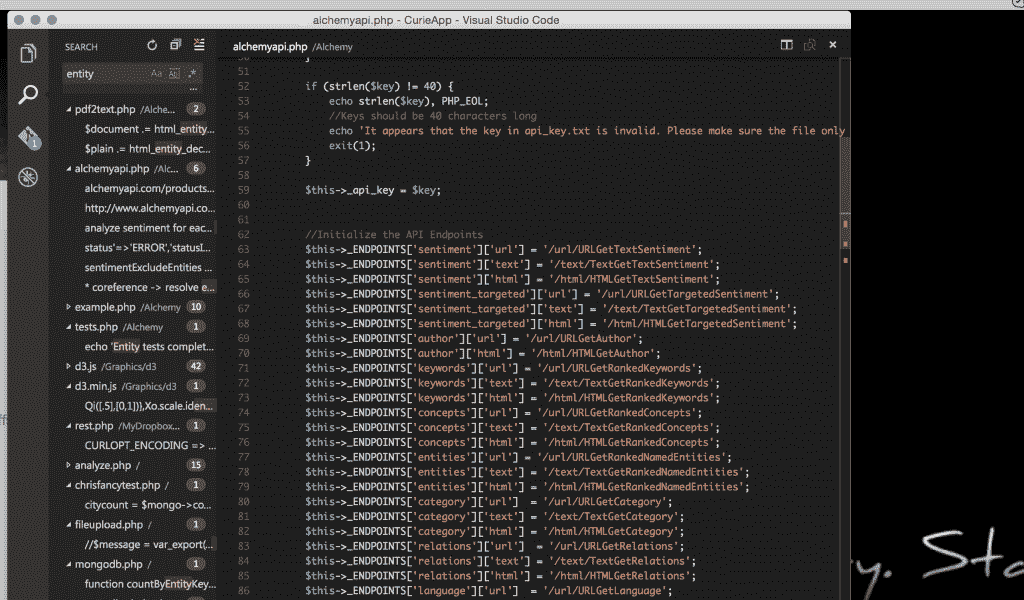 alchemyapi.php - CurieApp - Visual Studio Code
SEARCH
entity
Aa Ab| .*
...
1
pdf2text.php /Alche... 2
$document .= html_entity...
$plain .= html_entity_dec...
alchemyapi.php /Alc... 6
alchemyapi.com/products...
http://www.alchemyapi.co...
analyze sentiment for eac...
status'=>'ERROR','statusI...
sentimentExcludeEntities ...
* coreference -> resolve e...
example.php /Alchemy 10
tests.php /Alchemy 1
echo 'Entity tests complet...
d3.js /Graphics/d3 42
d3.min.js /Graphics/d3 1
Qi([.5],[0,1])},Xo.scale.iden...
rest.php /MyDropbox... 1
CURLOPT_ENCODING => ...
analyze.php / 15
chrisfancytest.php / 1
citycount = $mongo->co...
fileupload.php / 1
//$message = var_export(...
mongodb.php / 1
function countByEntityKey...
alchemyapi.php /Alchemy
50 }
51
52 if (strlen($key) != 40) {
53 echo strlen($key), PHP_EOL;
54 //Keys should be 40 characters long
55 echo 'It appears that the key in api_key.txt is invalid. Please make sure the file only
56 exit(1);
57 }
58
59 $this->_api_key = $key;
60
61
62 //Initialize the API Endpoints
63 $this->_ENDPOINTS['sentiment']['url'] = '/url/URLGetTextSentiment';
64 $this->_ENDPOINTS['sentiment']['text'] = '/text/TextGetTextSentiment';
65 $this->_ENDPOINTS['sentiment']['html'] = '/html/HTMLGetTextSentiment';
66 $this->_ENDPOINTS['sentiment_targeted']['url'] = '/url/URLGetTargetedSentiment';
67 $this->_ENDPOINTS['sentiment_targeted']['text'] = '/text/TextGetTargetedSentiment';
68 $this->_ENDPOINTS['sentiment_targeted']['html'] = '/html/HTMLGetTargetedSentiment';
69 $this->_ENDPOINTS['author']['url'] = '/url/URLGetAuthor';
70 $this->_ENDPOINTS['author']['html'] = '/html/HTMLGetAuthor';
71 $this->_ENDPOINTS['keywords']['url'] = '/url/URLGetRankedKeywords';
72 $this->_ENDPOINTS['keywords']['text'] = '/text/TextGetRankedKeywords';
73 $this->_ENDPOINTS['keywords']['html'] = '/html/HTMLGetRankedKeywords';
74 $this->_ENDPOINTS['concepts']['url'] = '/url/URLGetRankedConcepts';
75 $this->_ENDPOINTS['concepts']['text'] = '/text/TextGetRankedConcepts';
76 $this->_ENDPOINTS['concepts']['html'] = '/html/HTMLGetRankedConcepts';
77 $this->_ENDPOINTS['entities']['url'] = '/url/URLGetRankedNamedEntities';
78 $this->_ENDPOINTS['entities']['text'] = '/text/TextGetRankedNamedEntities';
79 $this->_ENDPOINTS['entities']['html'] = '/html/HTMLGetRankedNamedEntities';
80 $this->_ENDPOINTS['category']['url']  = '/url/URLGetCategory';
81 $this->_ENDPOINTS['category']['text'] = '/text/TextGetCategory';
82 $this->_ENDPOINTS['category']['html'] = '/html/HTMLGetCategory';
83 $this->_ENDPOINTS['relations']['url']  = '/url/URLGetRelations';
84 $this->_ENDPOINTS['relations']['text'] = '/text/TextGetRelations';
85 $this->_ENDPOINTS['relations']['html'] = '/html/HTMLGetRelations';
86 $this->_ENDPOINTS['language']['url']  = '/url/URLGetLanguage';
y. Sta